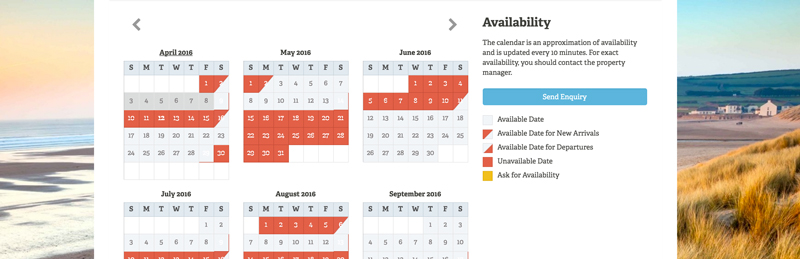 April 2016
S M T W T F S
1 2
3 4 5 6 7 8
10 11 12 13 14 15 16
17 18 19 20 21 22 23
24 25 26 27 28 30
May 2016
S M T W T F S
1 2 3 4 5 6 7
8 9 10 11 12 13
15 16 17 18 19 20 21
22 23 24 25 26 27 28
29 30 31
June 2016
S M T W T F S
1 2 3 4
5 6 7 8 9 10 11
12 13 14 15 16 17 18
19 20 21 22 23 24 25
26 27 28 29 30
July 2016
S M T W T F S
1 2
3 4 5 6 7 8
August 2016
S M T W T F S
1 2 3 4 5 6
7 8 9 10 11 12
September 2016
S M T W T F S
1 2 3
4 5 6 7 8 9 10
Availability
The calendar is an approximation of availability
and is updated every 10 minutes. For exact
availability, you should contact the property
manager.
Send Enquiry
Available Date
Available Date for New Arrivals
Available Date for Departures
Unavailable Date
Ask for Availability